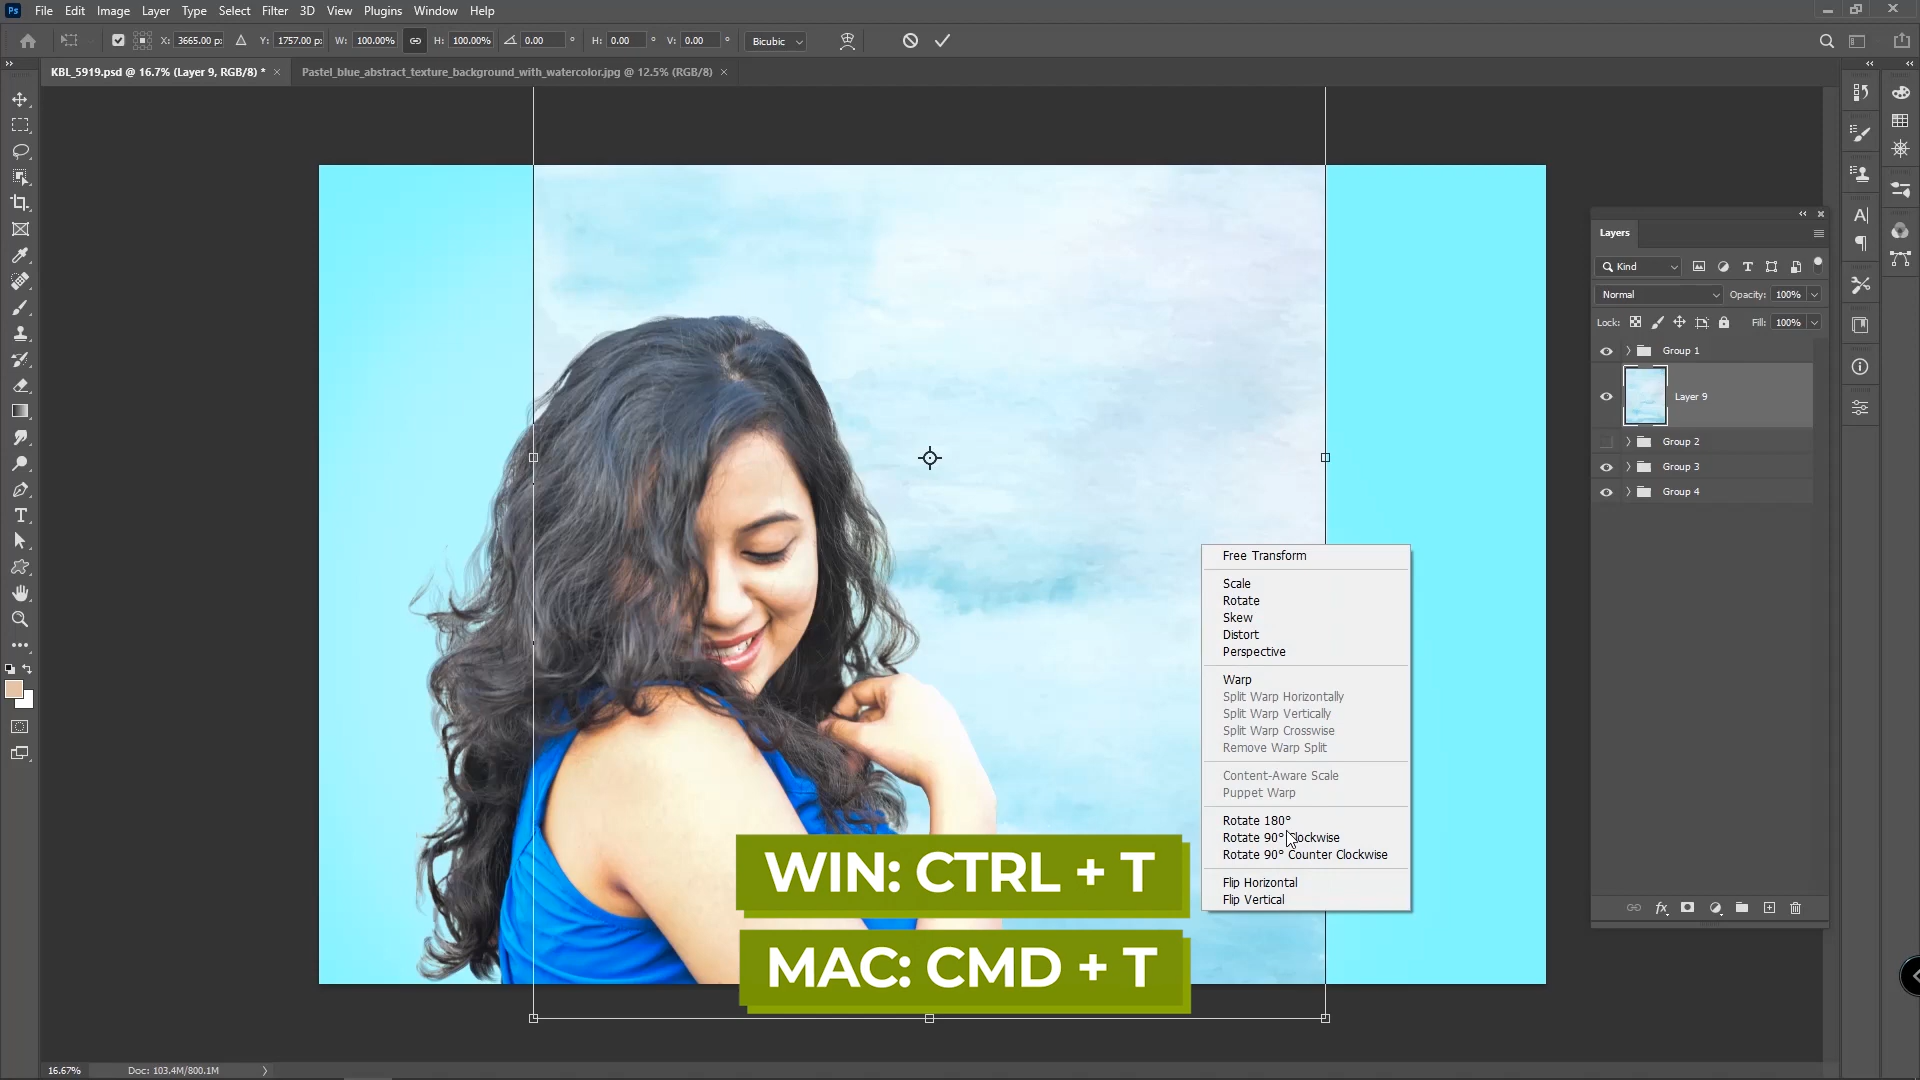 Ps File Edit Image Layer Type Select Filter 3D View Plugins Window Help
X: 3665.00 px Y: 1757.00 px W: 100.00% H: 100.00% 0.00 ° H: 0.00 ° V: 0.00 ° Bicubic
KBL_5919.psd @ 16.7% (Layer 9, RGB/8) * × Pastel_blue_abstract_texture_background_with_watercolor.jpg @ 12.5% (RGB/8) ×
Layers
Kind
Normal Opacity: 100%
Lock: Fill: 100%
Group 1
Layer 9
Group 2
Group 3
Group 4
fx
Free Transform
Scale
Rotate
Skew
Distort
Perspective
Warp
Split Warp Horizontally
Split Warp Vertically
Split Warp Crosswise
Remove Warp Split
Content-Aware Scale
Puppet Warp
Rotate 180°
Rotate 90° Clockwise
Rotate 90° Counter Clockwise
Flip Horizontal
Flip Vertical
WIN: CTRL + T
MAC: CMD + T
16.67% Doc: 103.4M/800.1M